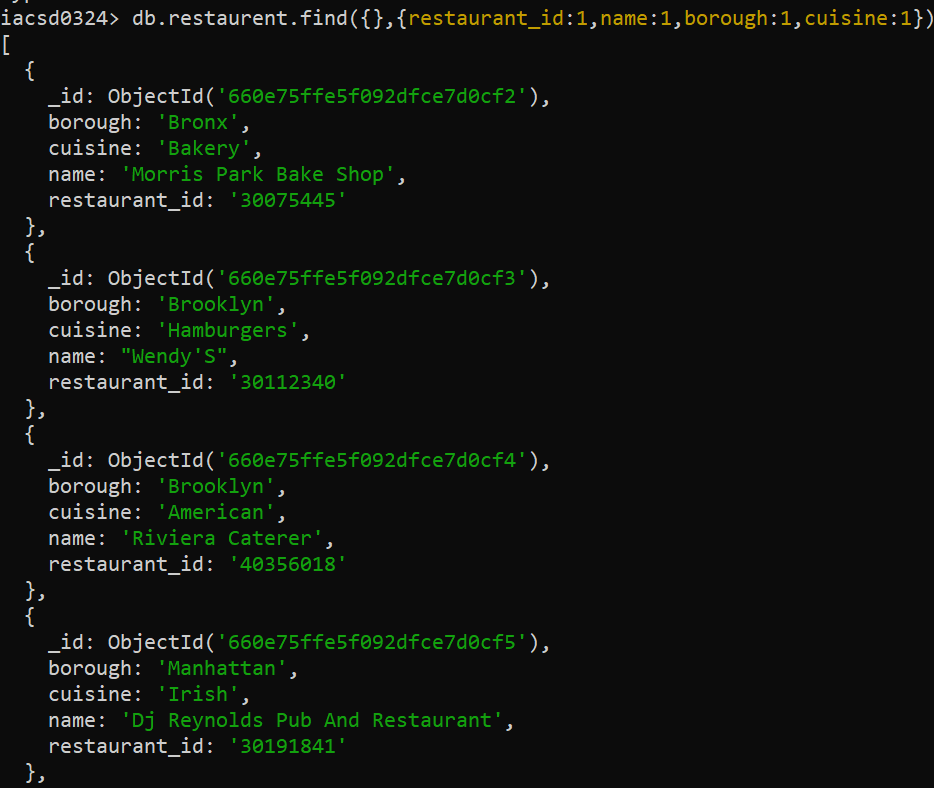 iacsd0324> db.restaurent.find({},{restaurant_id:1,name:1,borough:1,cuisine:1})
[
  {
    _id: ObjectId('660e75ffe5f092dfce7d0cf2'),
    borough: 'Bronx',
    cuisine: 'Bakery',
    name: 'Morris Park Bake Shop',
    restaurant_id: '30075445'
  },
  {
    _id: ObjectId('660e75ffe5f092dfce7d0cf3'),
    borough: 'Brooklyn',
    cuisine: 'Hamburgers',
    name: "Wendy'S",
    restaurant_id: '30112340'
  },
  {
    _id: ObjectId('660e75ffe5f092dfce7d0cf4'),
    borough: 'Brooklyn',
    cuisine: 'American',
    name: 'Riviera Caterer',
    restaurant_id: '40356018'
  },
  {
    _id: ObjectId('660e75ffe5f092dfce7d0cf5'),
    borough: 'Manhattan',
    cuisine: 'Irish',
    name: 'Dj Reynolds Pub And Restaurant',
    restaurant_id: '30191841'
  },